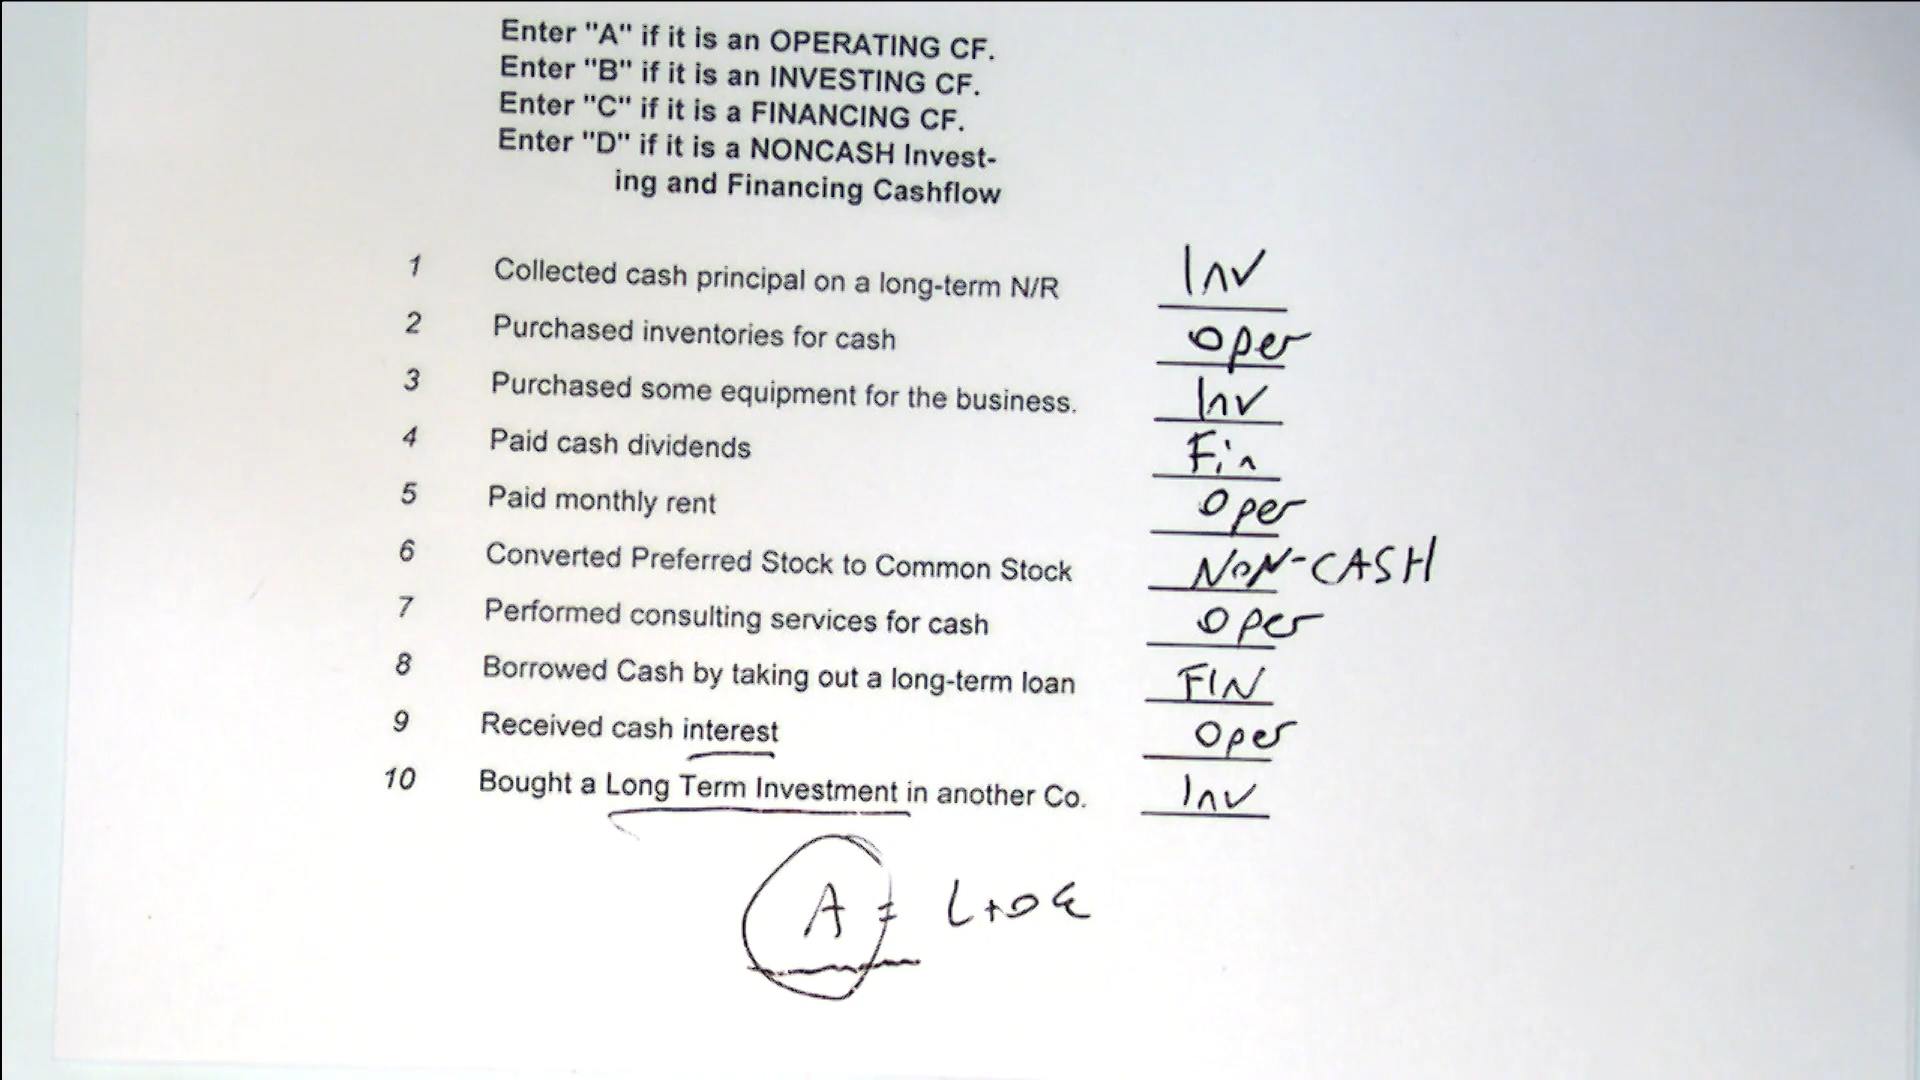 Enter "A" if it is an OPERATING CF.
Enter "B" if it is an INVESTING CF.
Enter "C" if it is a FINANCING CF.
Enter "D" if it is a NONCASH Invest-
ing and Financing Cashflow
1 Collected cash principal on a long-term N/R Inv
2 Purchased inventories for cash Oper
3 Purchased some equipment for the business. Inv
4 Paid cash dividends Fin
5 Paid monthly rent Oper
6 Converted Preferred Stock to Common Stock NON-CASH
7 Performed consulting services for cash Oper
8 Borrowed Cash by taking out a long-term loan FIN
9 Received cash interest Oper
10 Bought a Long Term Investment in another Co. Inv
A = L+OE